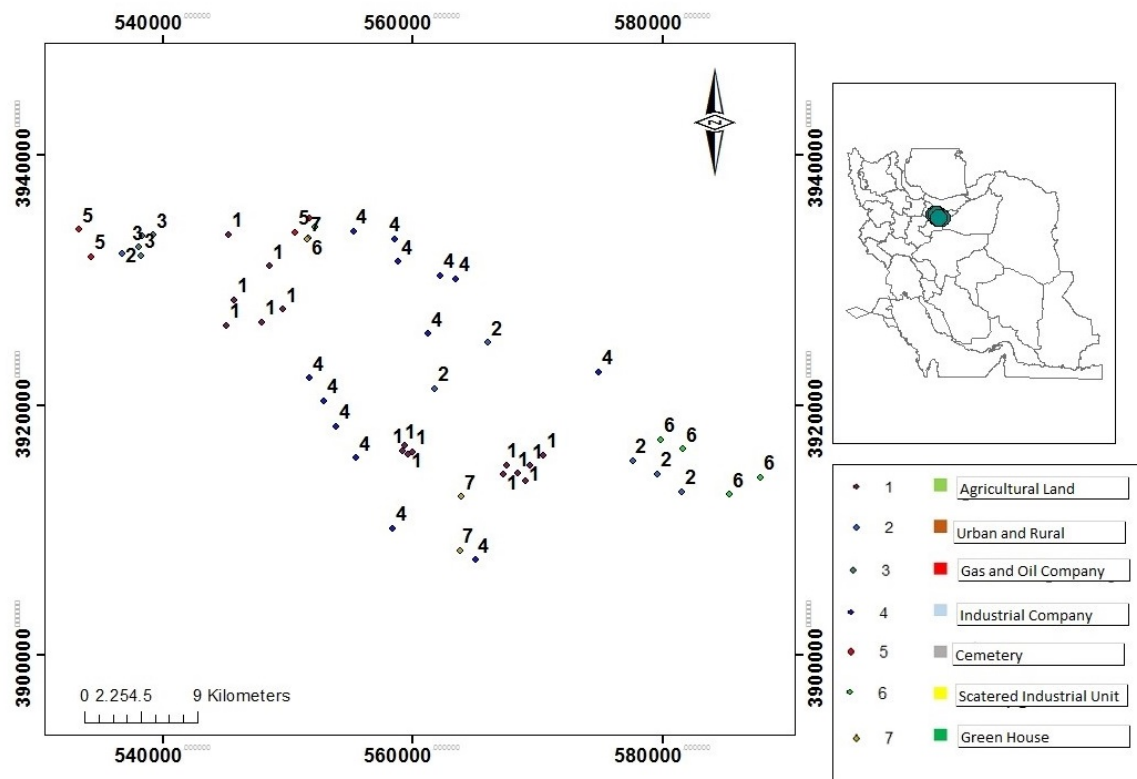 540000 560000 580000
5 3 3 1 5 7 4 4
5 2 3 6 4
1 4 4
1 1
1 1 4 2
4 4
4 2
4 1 1 1 6 6
4 1 1 1 1 2 2 6
1 1 2 6
7
4
7 4
3940000
3920000
3900000
3940000
3920000
3900000
0 2.254.5 9 Kilometers
540000 560000 580000
N
1 Agricultural Land
2 Urban and Rural
3 Gas and Oil Company
4 Industrial Company
5 Cemetery
6 Scatered Industrial Unit
7 Green House